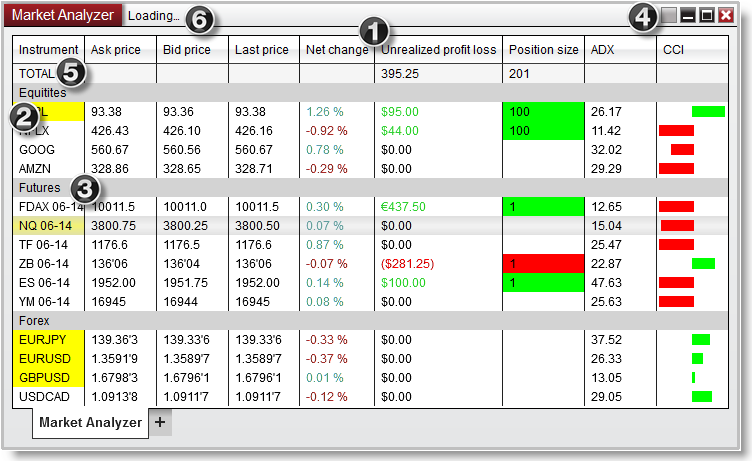 Market Analyzer Loading... 6 4
1
Instrument Ask price Bid price Last price Net change Unrealized profit loss Position size ADX CCI
TOTAL 5 395.25 201
Equitites
2 93.38 93.36 93.38 1.26 % $95.00 100 26.17
426.43 426.10 426.16 -0.92 % $44.00 100 11.42
GOOG 560.67 560.56 560.67 0.78 % $0.00 32.02
AMZN 328.86 328.65 328.71 -0.29 % $0.00 29.29
Futures 3
FDAX 06-14 10011.5 10011.0 10011.5 0.30 % €437.50 1 12.65
NQ 06-14 3800.75 3800.25 3800.50 0.07 % $0.00 15.04
TF 06-14 1176.6 1176.5 1176.6 0.87 % $0.00 25.47
ZB 06-14 136'06 136'04 136'06 -0.07 % ($281.25) 1 22.87
ES 06-14 1952.00 1951.75 1952.00 0.14 % $100.00 1 47.63
YM 06-14 16945 16944 16945 0.08 % $0.00 25.63
Forex
EURJPY 139.36'3 139.33'6 139.33'6 -0.33 % $0.00 37.52
EURUSD 1.3591'9 1.3589'7 1.3589'7 -0.37 % $0.00 26.33
GBPUSD 1.6798'3 1.6796'1 1.6796'1 0.01 % $0.00 13.05
USDCAD 1.0913'8 1.0911'7 1.0911'7 -0.12 % $0.00 29.05
Market Analyzer +